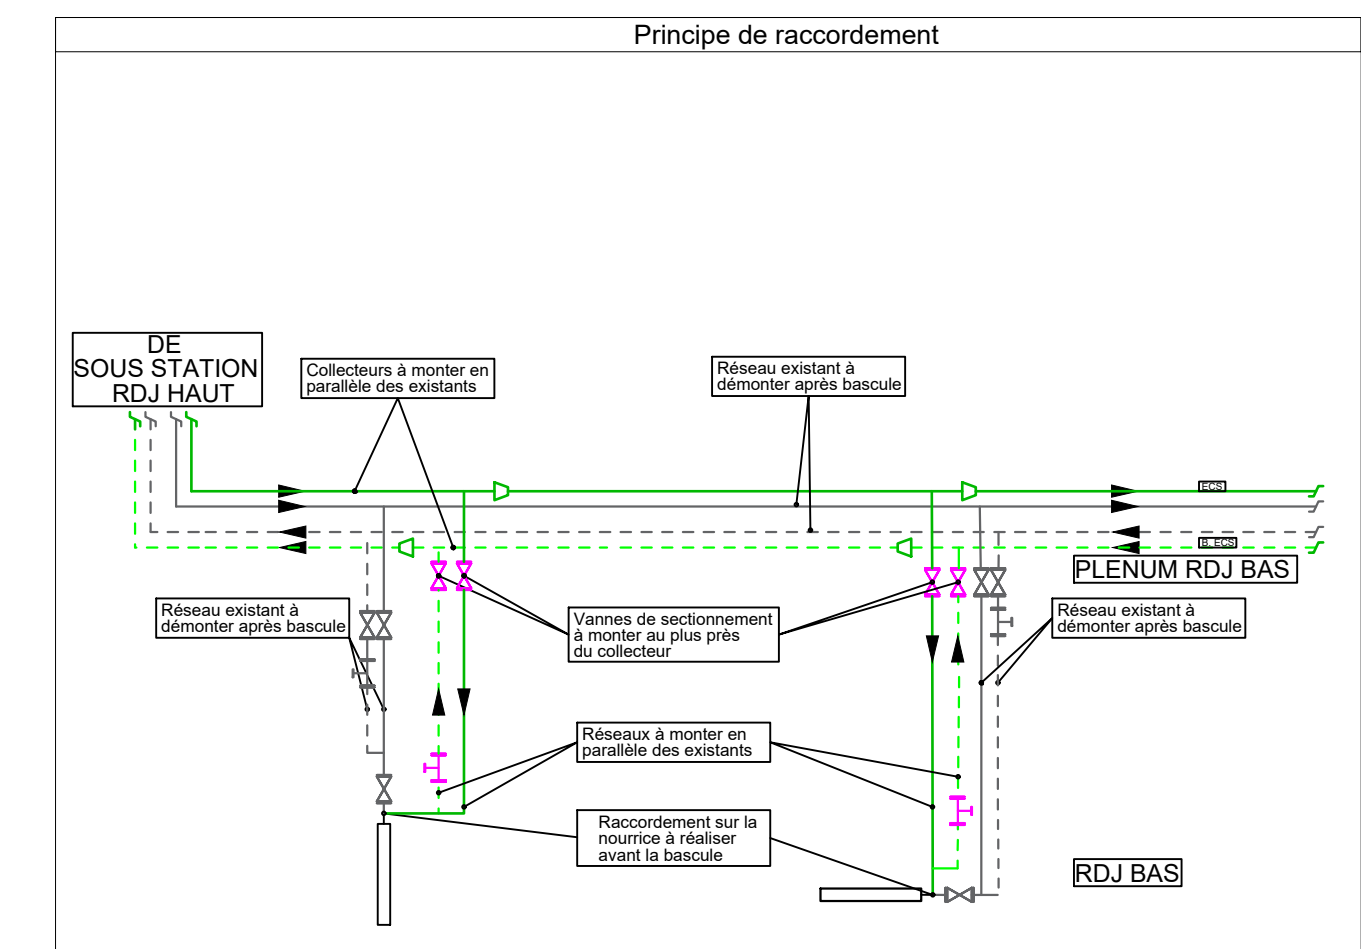 Principe de raccordement
DE
SOUS STATION
RDJ HAUT
Collecteurs à monter en
parallèle des existants
Réseau existant à
démonter après bascule
ECS
B. ECS
PLENUM RDJ BAS
Réseau existant à
démonter après bascule
Vannes de sectionnement
à monter au plus près
du collecteur
Réseau existant à
démonter après bascule
Réseaux à monter en
parallèle des existants
Raccordement sur la
nourrice à réaliser
avant la bascule
RDJ BAS